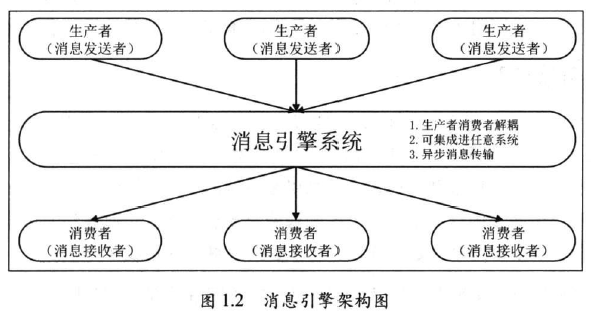 生产者 生产者 生产者
(消息发送者) (消息发送者) (消息发送者)
1. 生产者消费者解耦
消息引擎系统 2. 可集成进任意系统
3. 异步消息传输
消费者 消费者 消费者
(消息接收者) (消息接收者) (消息接收者)
图 1.2 消息引擎架构图